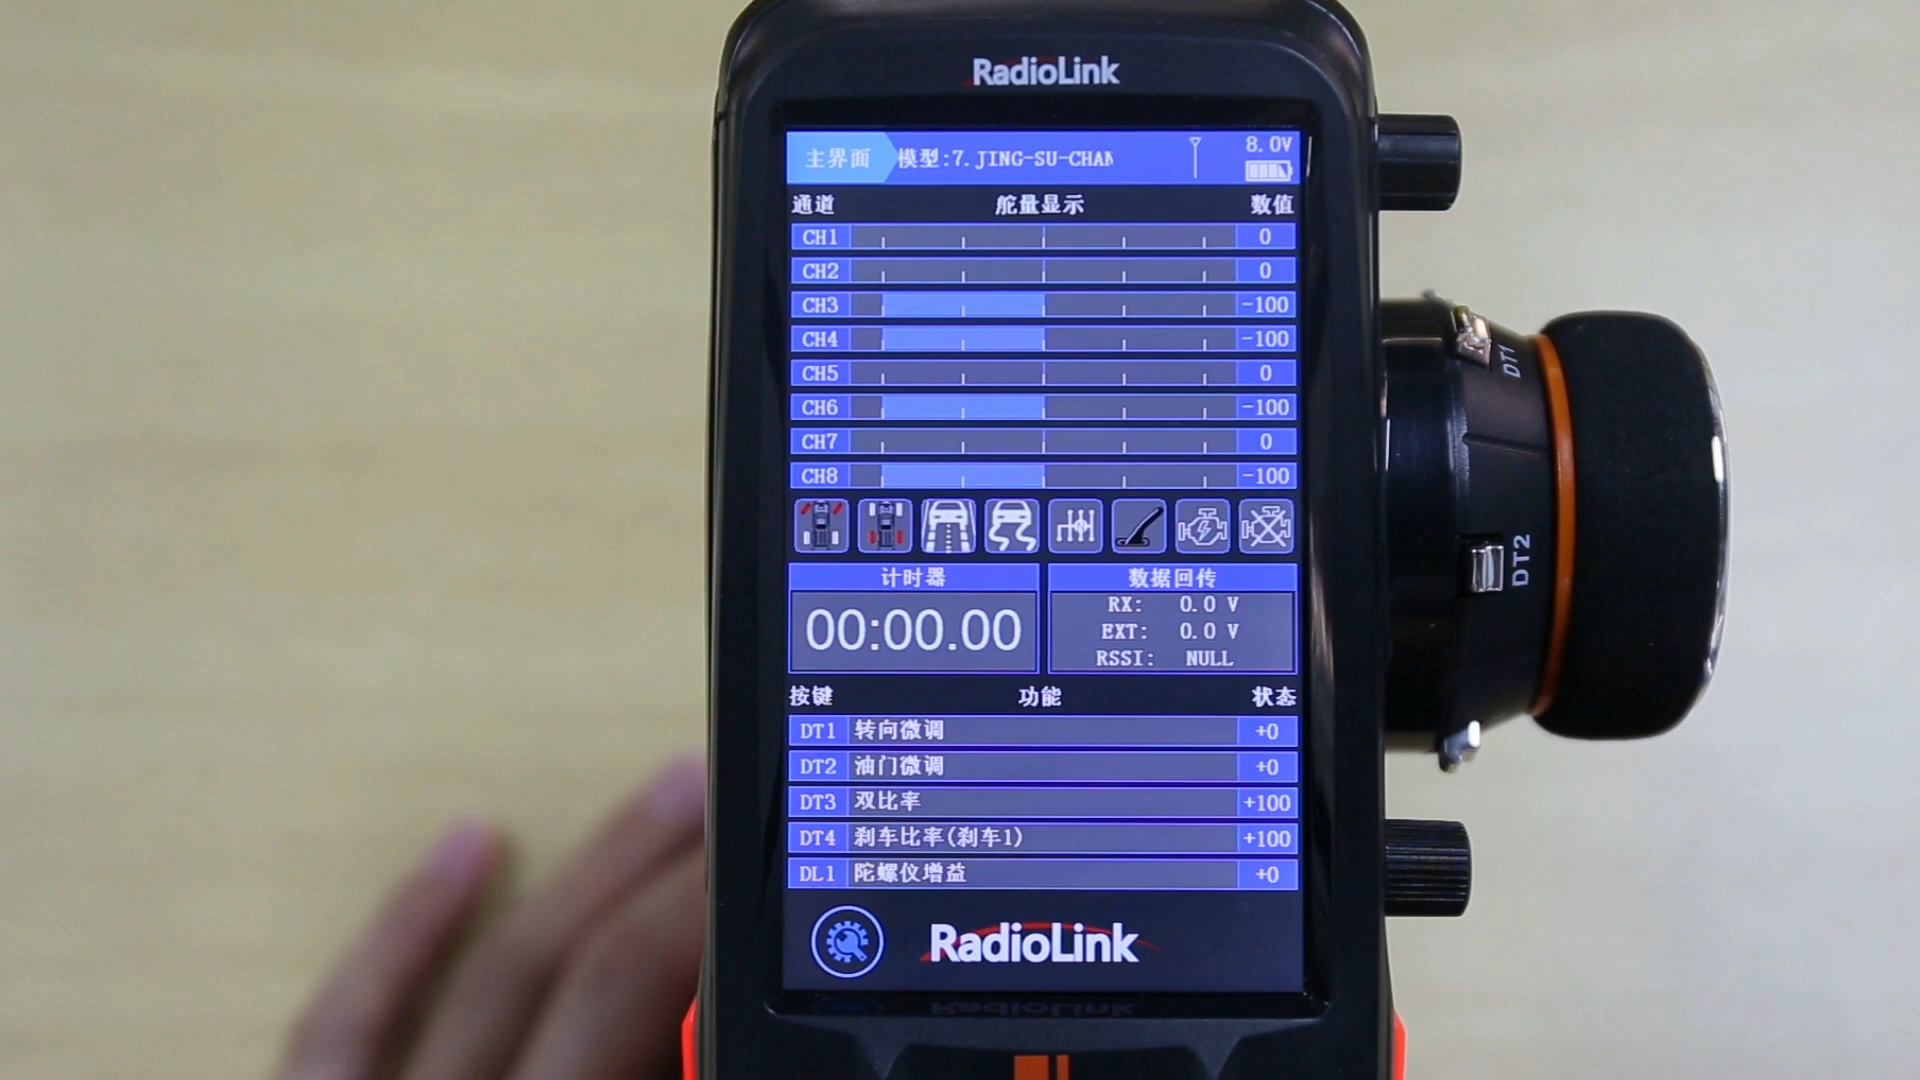 RadioLink
主界面 模型:7.JING-SU-CHAN 8.0V
通道 舵量显示 数值
CH1 0
CH2 0
CH3 -100
CH4 -100
CH5 0
CH6 -100
CH7 0
CH8 -100
计时器 数据回传
00:00.00
RX: 0.0 V
EXT: 0.0 V
RSSI: NULL
按键 功能 状态
DT1 转向微调 +0
DT2 油门微调 +0
DT3 双比率 +100
DT4 刹车比率(刹车1) +100
DL1 陀螺仪增益 +0
RadioLink
DT1
DT2